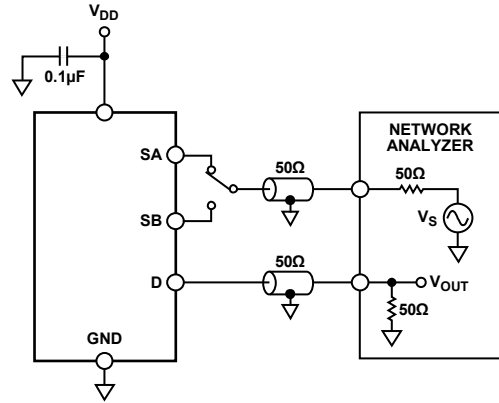 VDD
0.1µF
NETWORK
ANALYZER
SA
50Ω
50Ω
VS
SB
50Ω
D
VOUT
50Ω
GND